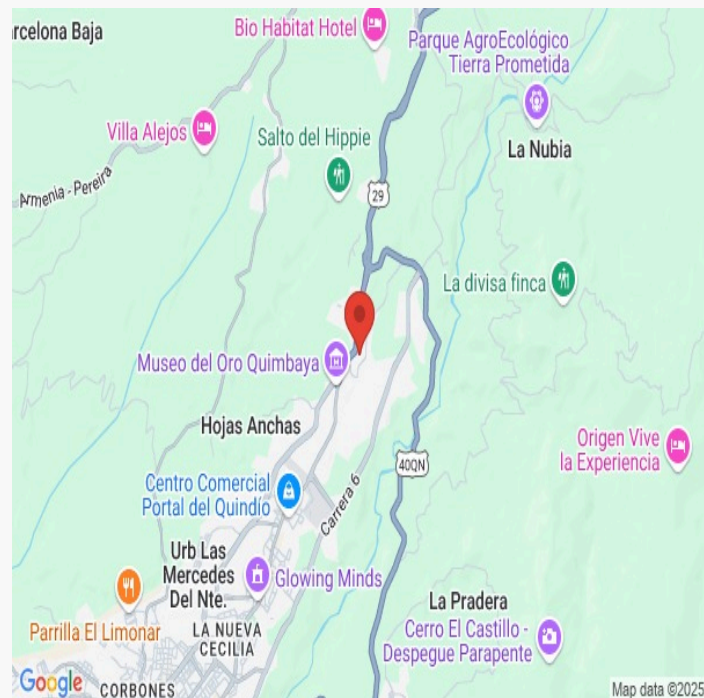 rcelona Baja
Bio Habitat Hotel
Parque AgroEcológico
Tierra Prometida
Villa Alejos
Salto del Hippie
La Nubia
Armenia - Pereira
29
La divisa finca
Museo del Oro Quimbaya
Hojas Anchas
Origen Vive
la Experiencia
40QN
Centro Comercial
Portal del Quindío
Carrera 6
Urb Las
Mercedes
Del Nte.
Glowing Minds
La Pradera
Parrilla El Limonar
LA NUEVA
CECILIA
Cerro El Castillo -
Despegue Parapente
Google
CORBONES
Map data ©2025